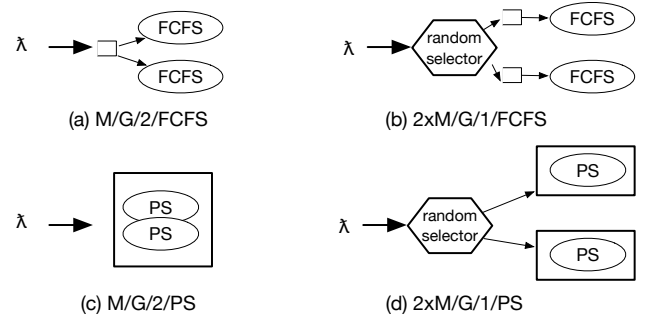 ƛ
FCFS
FCFS
(a) M/G/2/FCFS
ƛ
random
selector
FCFS
FCFS
(b) 2xM/G/1/FCFS
ƛ
PS
PS
(c) M/G/2/PS
ƛ
random
selector
PS
PS
(d) 2xM/G/1/PS